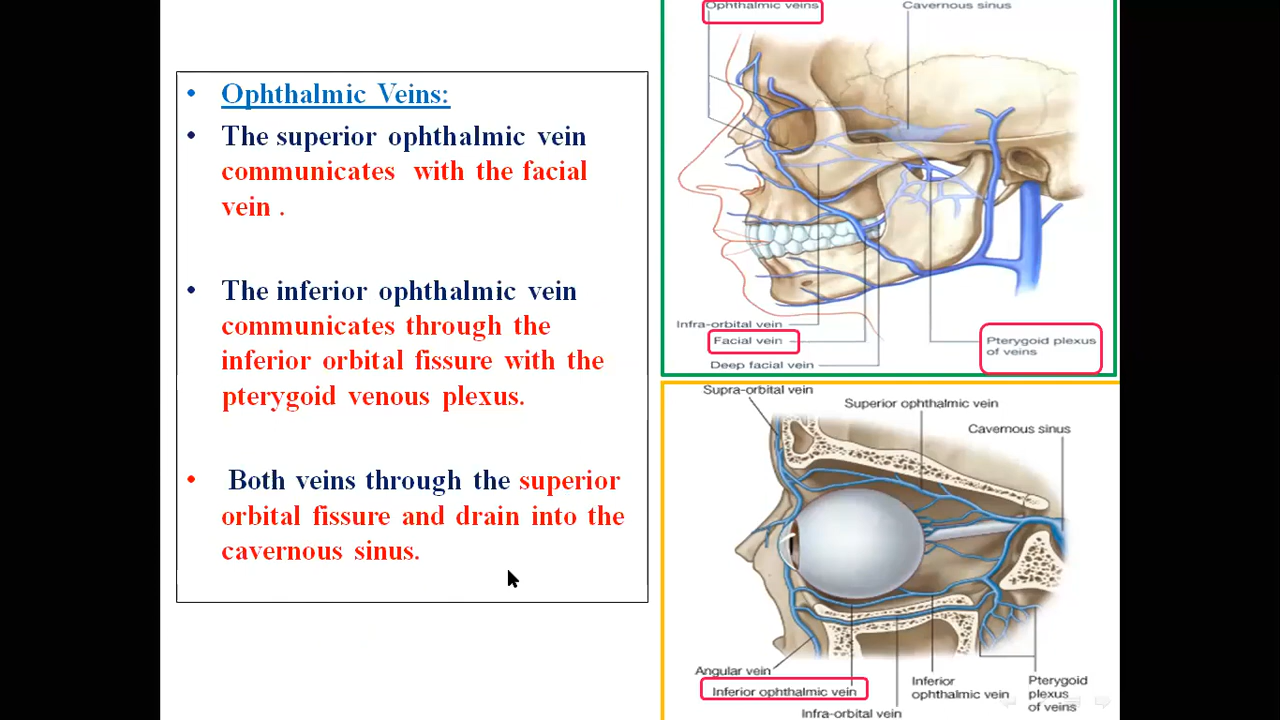 Ophthalmic Veins:
The superior ophthalmic vein
communicates with the facial
vein .
The inferior ophthalmic vein
communicates through the
inferior orbital fissure with the
pterygoid venous plexus.
Both veins through the superior
orbital fissure and drain into the
cavernous sinus.
Ophthalmic veins
Cavernous sinus
Infra-orbital vein
Facial vein
Deep facial vein
Pterygoid plexus
of veins
Supra-orbital vein
Superior ophthalmic vein
Cavernous sinus
Angular vein
Inferior ophthalmic vein
Infra-orbital vein
Inferior
ophthalmic vein
Pterygoid
plexus
of veins